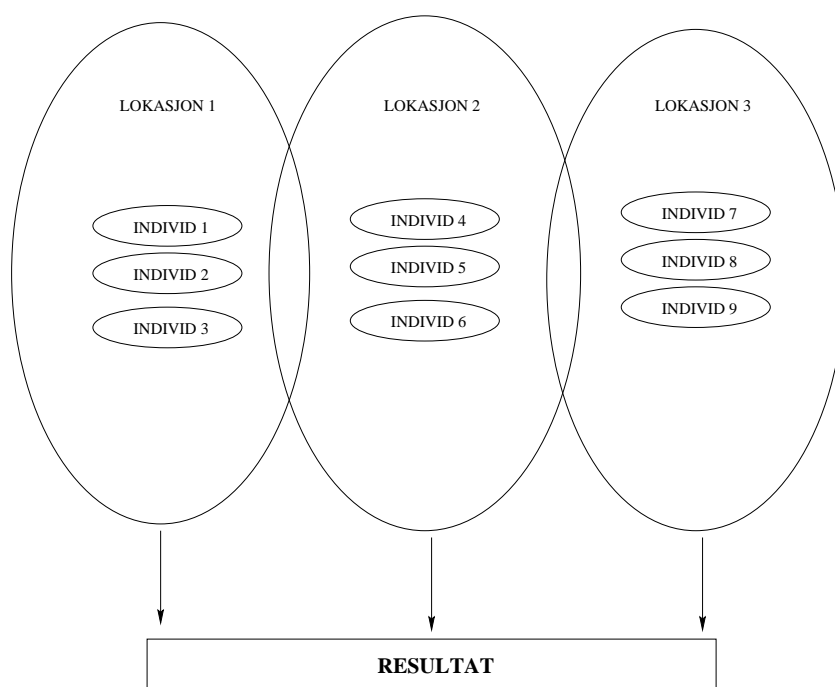 LOKASJON 1
LOKASJON 2
LOKASJON 3
INDIVID 1
INDIVID 2
INDIVID 3
INDIVID 4
INDIVID 5
INDIVID 6
INDIVID 7
INDIVID 8
INDIVID 9
RESULTAT